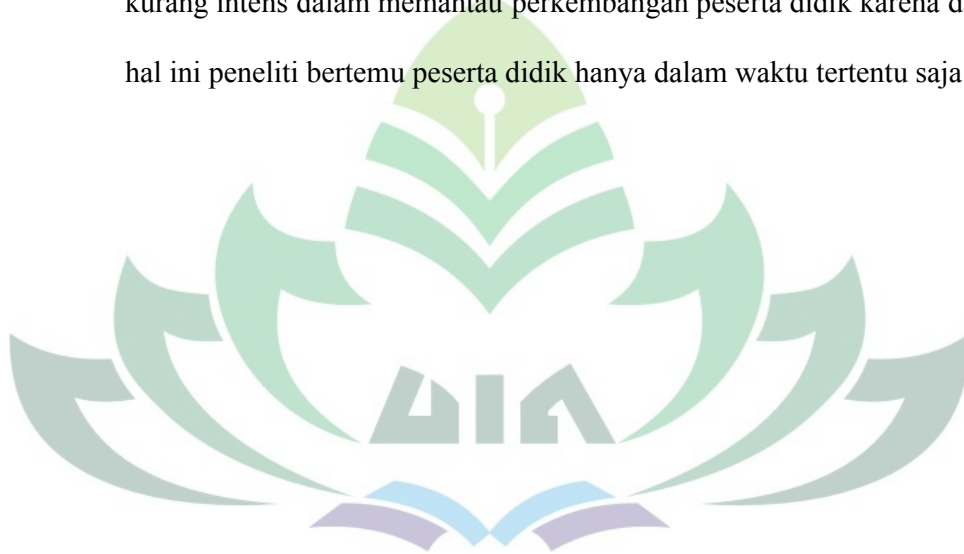 kurang intens dalam memantau perkembangan peserta didik karena d
hal ini peneliti bertemu peserta didik hanya dalam waktu tertentu saja
UIN